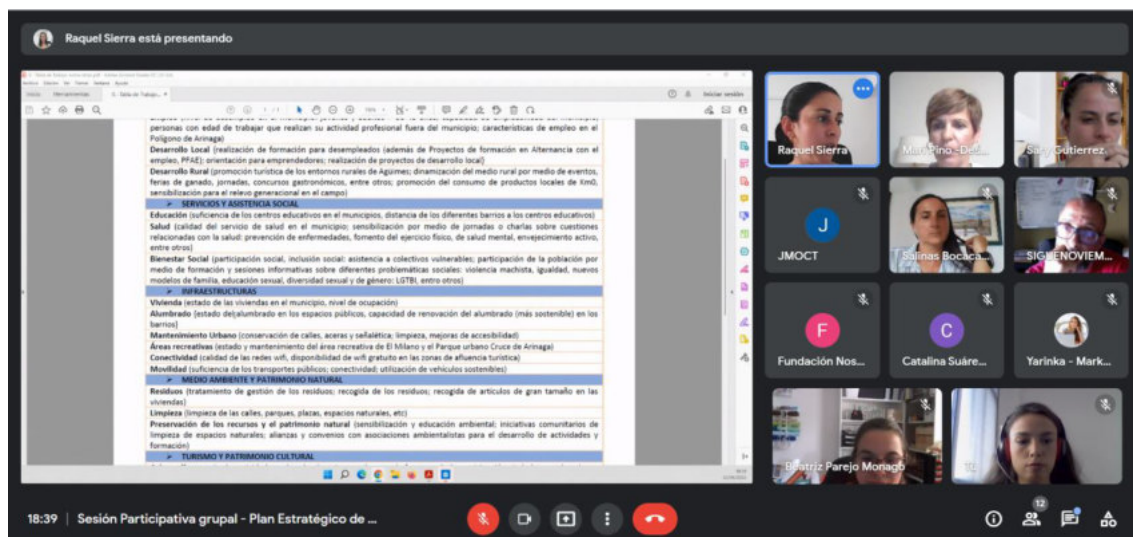 Raquel Sierra está presentando
Inicio Herramientas
Iniciar sesión
personas con edad de trabajar que realizan su actividad profesional fuera del municipio; características de empleo en el
Polígono de Arinaga)
Desarrollo Local (realización de formación para desempleados (además de Proyectos de formación en Alternancia con el
empleo, PFAE); orientación para emprendedores; realización de proyectos de desarrollo local)
Desarrollo Rural (promoción turística de los entornos rurales de Agüimes; dinamización del medio rural por medio de eventos,
ferias de ganado, jornadas, concursos gastronómicos, entre otros; promoción del consumo de productos locales de Km0,
sensibilización para el relevo generacional en el campo)
➢ SERVICIOS Y ASISTENCIA SOCIAL
Educación (suficiencia de los centros educativos en el municipios, distancia de los diferentes barrios a los centros educativos)
Salud (calidad del servicio de salud en el municipio; sensibilización por medio de jornadas o charlas sobre cuestiones
relacionadas con la salud: prevención de enfermedades, fomento del ejercicio físico, de salud mental, envejecimiento activo,
entre otros)
Bienestar Social (participación social, inclusión social: asistencia a colectivos vulnerables; participación de la población por
medio de formación y sesiones informativas sobre diferentes problemáticas sociales: violencia machista, igualdad, nuevos
modelos de familia, educación sexual, diversidad sexual y de género: LGTBI, entro otros)
➢ INFRAESTRUCTURAS
Vivienda (estado de las viviendas en el municipio, nivel de ocupación)
Alumbrado (estado del alumbrado en los espacios públicos, capacidad de renovación del alumbrado (más sostenible) en los
barrios)
Mantenimiento Urbano (conservación de calles, aceras y señalética; limpieza, mejoras de accesibilidad)
Áreas recreativas (estado y mantenimiento del área recreativa de El Milano y el Parque urbano Cruce de Arinaga)
Conectividad (calidad de las redes wifi, disponibilidad de wifi gratuito en las zonas de afluencia turística)
Movilidad (suficiencia de los transportes públicos; conectividad; utilización de vehículos sostenibles)
➢ MEDIO AMBIENTE Y PATRIMONIO NATURAL
Residuos (tratamiento de gestión de los residuos; recogida de los residuos; recogida de artículos de gran tamaño en las
viviendas)
Limpieza (limpieza de las calles, parques, plazas, espacios naturales, etc)
Preservación de los recursos y el patrimonio natural (sensibilización y educación ambiental; iniciativas comunitarios de
limpieza de espacios naturales; alianzas y convenios con asociaciones ambientalistas para el desarrollo de actividades y
formación)
➢ TURISMO Y PATRIMONIO CULTURAL
Raquel Sierra
Mary Pino
Gutierrez
J
JMOCT
Salinas
F
Fundación Nos...
C
Catalina Suáre...
Yarinka - Mark...
Beatriz Parejo Monago
18:39 | Sesión Participativa grupal - Plan Estratégico de ...
12